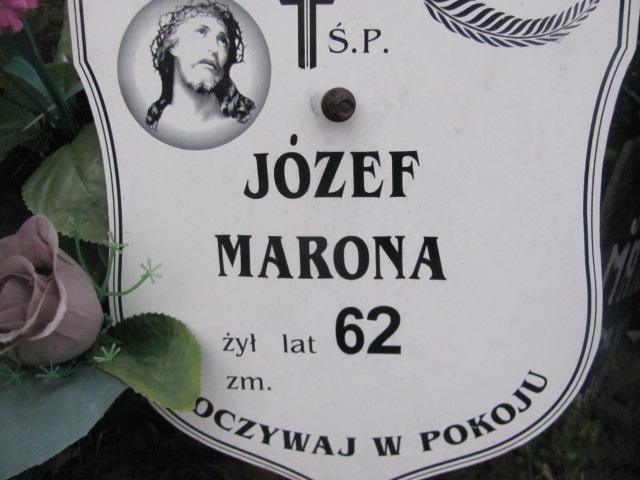 Ś.P.
JÓZEF
MARONA
żył lat 62
zm.
OCZYWAJ W POKOJU